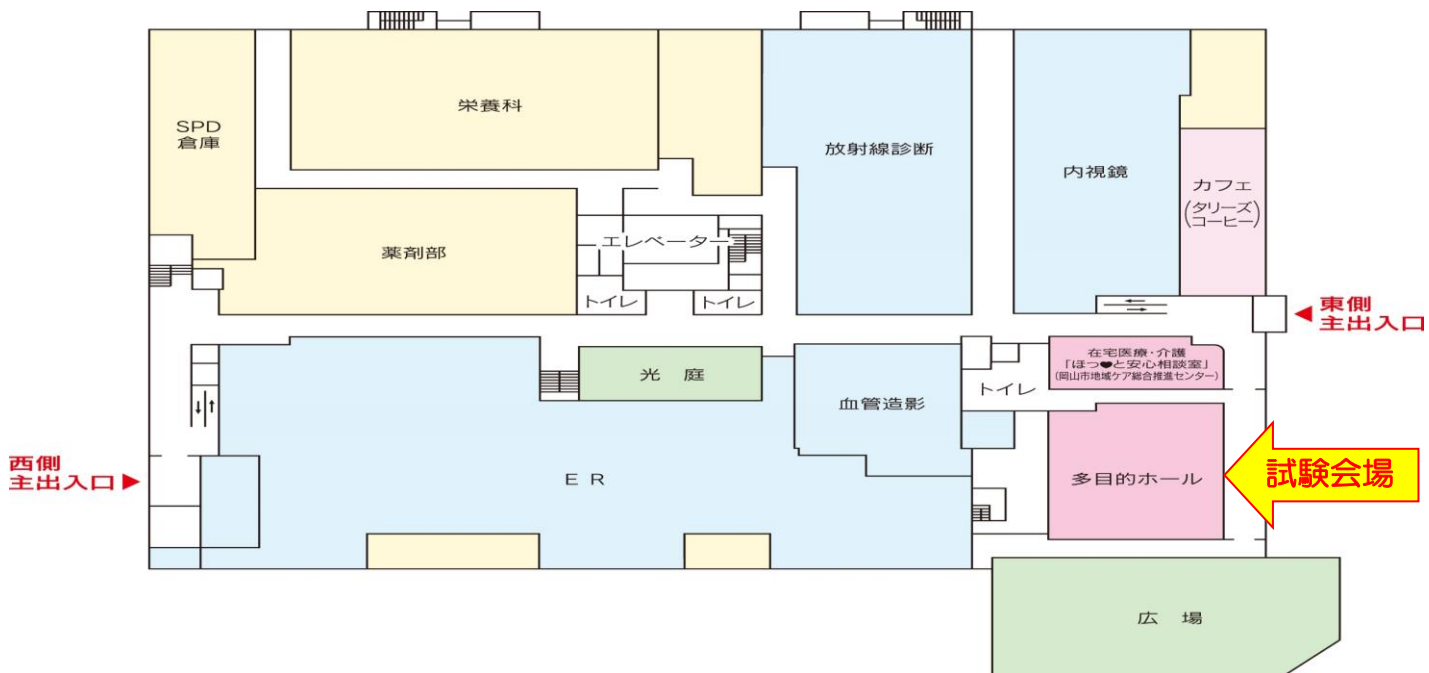 栄養科
SPD
倉庫
放射線診断
内視鏡
カフェ
(タリーズ
コーヒー)
薬剤部
エレベーター
トイレ
トイレ
東側
主出入口
在宅医療・介護
「ほっ♥と安心相談室」
(岡山市地域ケア総合推進センター)
光 庭
トイレ
血管造影
西側
主出入口
ER
多目的ホール
試験会場
広 場